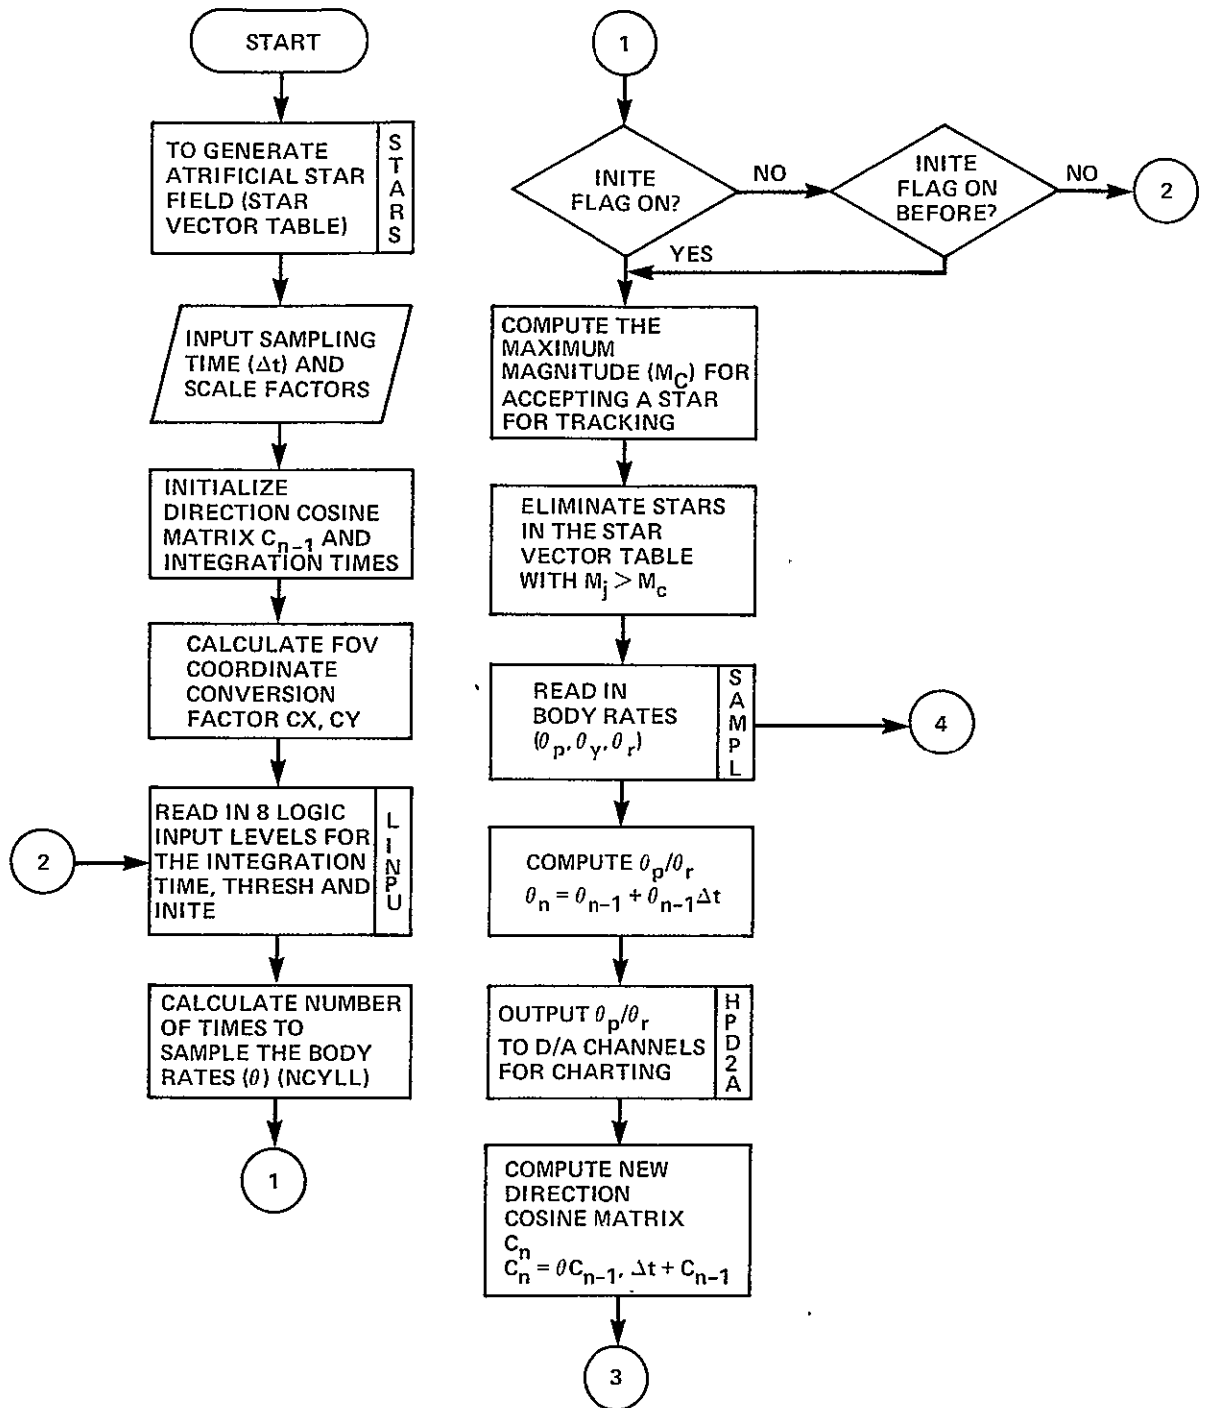 START
TO GENERATE
ATRIFICIAL STAR
FIELD (STAR
VECTOR TABLE)
STARS
INPUT SAMPLING
TIME (Δt) AND
SCALE FACTORS
INITIALIZE
DIRECTION COSINE
MATRIX Cn−1 AND
INTEGRATION TIMES
CALCULATE FOV
COORDINATE
CONVERSION
FACTOR CX, CY
2
READ IN 8 LOGIC
INPUT LEVELS FOR
THE INTEGRATION
TIME, THRESH AND
INITE
LINPU
CALCULATE NUMBER
OF TIMES TO
SAMPLE THE BODY
RATES (θ) (NCYLL)
1
1
INITE
FLAG ON?
NO
INITE
FLAG ON
BEFORE?
NO
2
YES
COMPUTE THE
MAXIMUM
MAGNITUDE (MC) FOR
ACCEPTING A STAR
FOR TRACKING
ELIMINATE STARS
IN THE STAR
VECTOR TABLE
WITH Mj > Mc
READ IN
BODY RATES
(θp, θy, θr)
SAMPL
4
COMPUTE θp/θr
θn = θn−1 + θn−1Δt
OUTPUT θp/θr
TO D/A CHANNELS
FOR CHARTING
HPD2A
COMPUTE NEW
DIRECTION
COSINE MATRIX
Cn
Cn = θCn−1, Δt + Cn−1
3